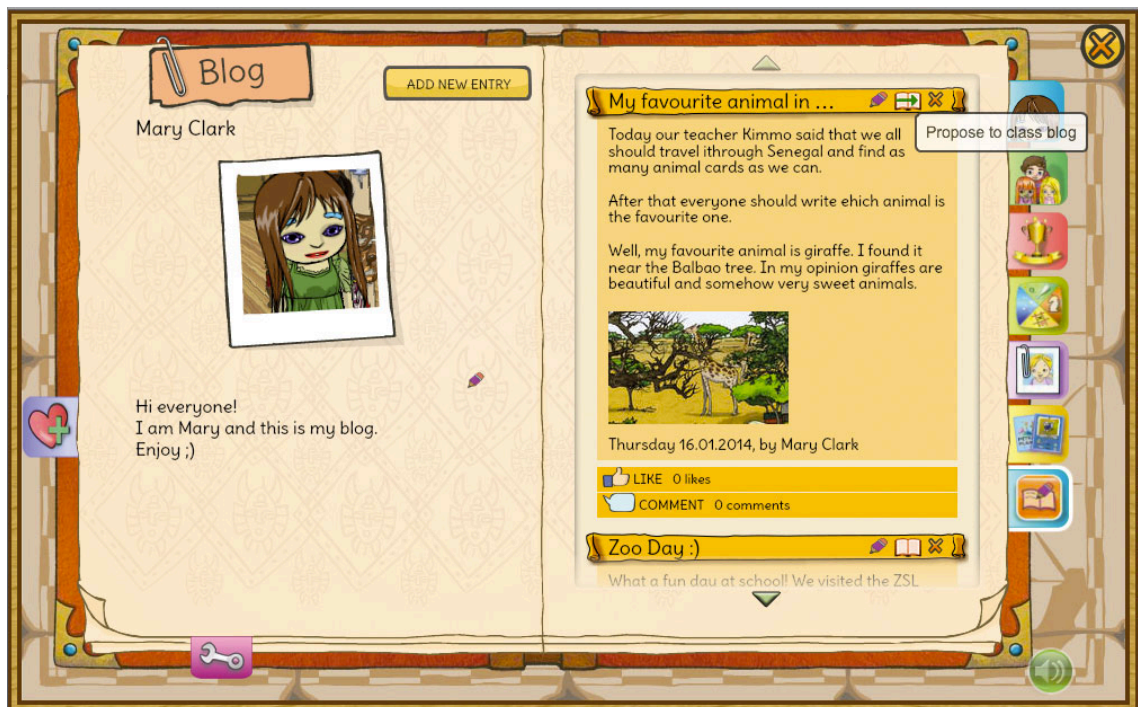 Blog
ADD NEW ENTRY
Mary Clark
Hi everyone!
I am Mary and this is my blog.
Enjoy ;)
My favourite animal in ...
Propose to class blog
Today our teacher Kimmo said that we all
should travel ithrough Senegal and find as
many animal cards as we can.
After that everyone should write ehich animal is
the favourite one.
Well, my favourite animal is giraffe. I found it
near the Balbao tree. In my opinion giraffes are
beautiful and somehow very sweet animals.
Thursday 16.01.2014, by Mary Clark
LIKE 0 likes
COMMENT 0 comments
Zoo Day :)
What a fun day at school! We visited the ZSL